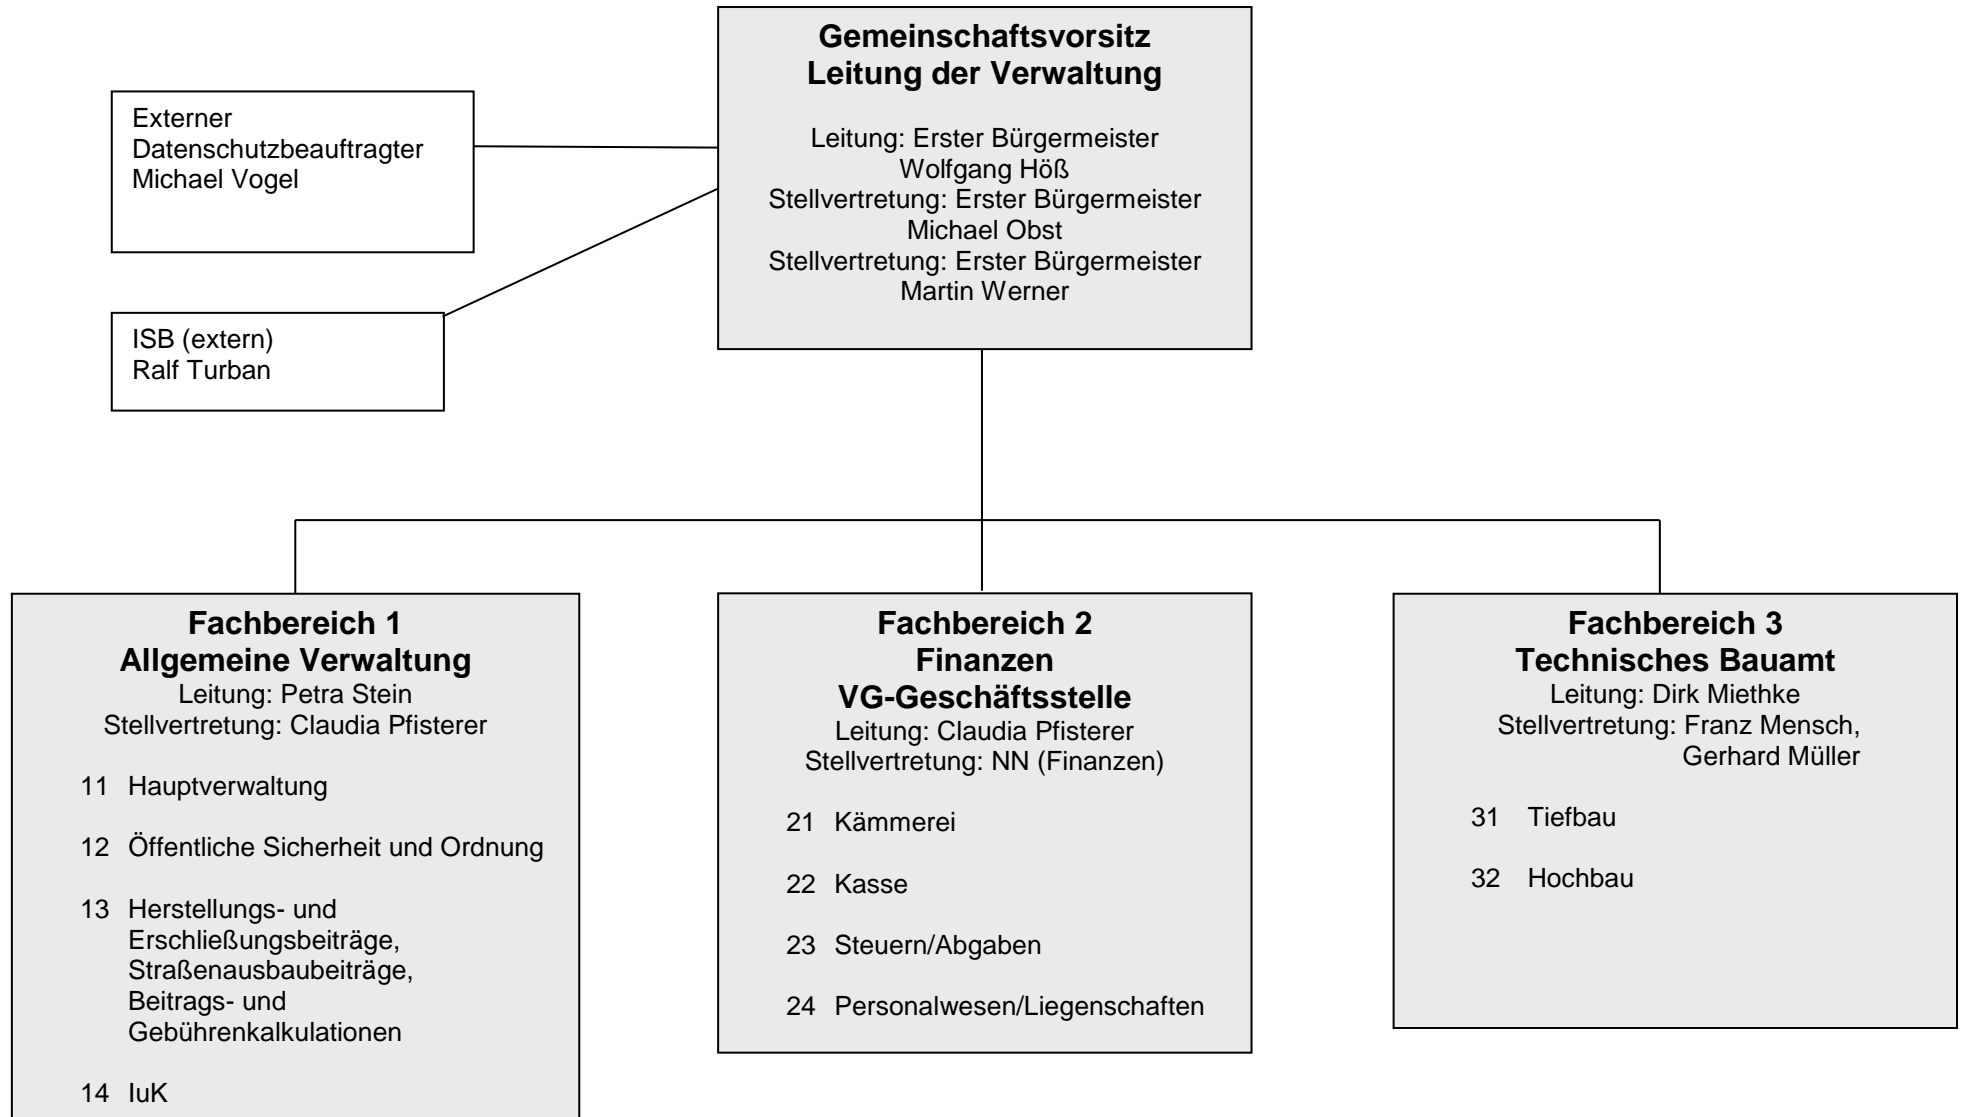 Gemeinschaftsvorsitz
Leitung der Verwaltung
Leitung: Erster Bürgermeister
Wolfgang Höß
Stellvertretung: Erster Bürgermeister
Michael Obst
Stellvertretung: Erster Bürgermeister
Martin Werner
Externer
Datenschutzbeauftragter
Michael Vogel
ISB (extern)
Ralf Turban
Fachbereich 1
Allgemeine Verwaltung
Leitung: Petra Stein
Stellvertretung: Claudia Pfisterer
11 Hauptverwaltung
12 Öffentliche Sicherheit und Ordnung
13 Herstellungs- und
Erschließungsbeiträge,
Straßenausbaubeiträge,
Beitrags- und
Gebührenkalkulationen
14 IuK
Fachbereich 2
Finanzen
VG-Geschäftsstelle
Leitung: Claudia Pfisterer
Stellvertretung: NN (Finanzen)
21 Kämmerei
22 Kasse
23 Steuern/Abgaben
24 Personalwesen/Liegenschaften
Fachbereich 3
Technisches Bauamt
Leitung: Dirk Miethke
Stellvertretung: Franz Mensch,
Gerhard Müller
31 Tiefbau
32 Hochbau